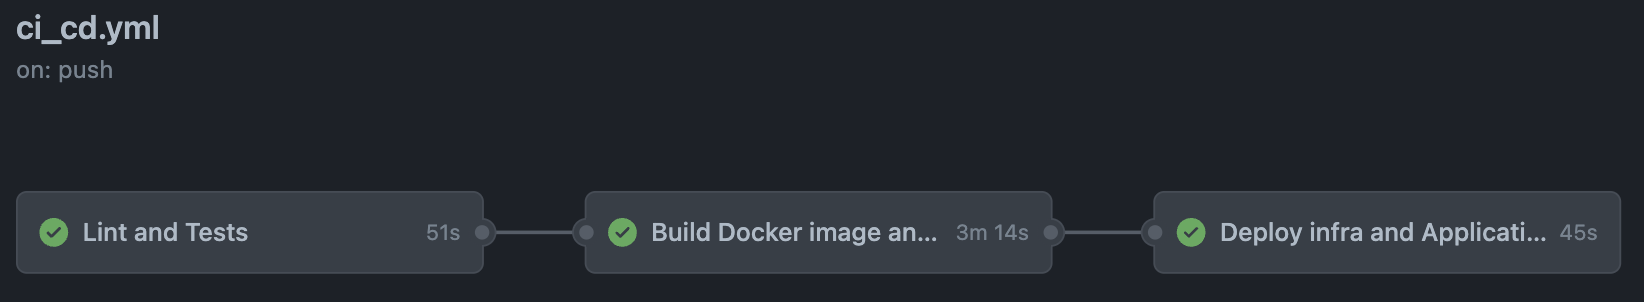 ci_cd.yml
on: push
Lint and Tests 51s
Build Docker image an... 3m 14s
Deploy infra and Applicati... 45s